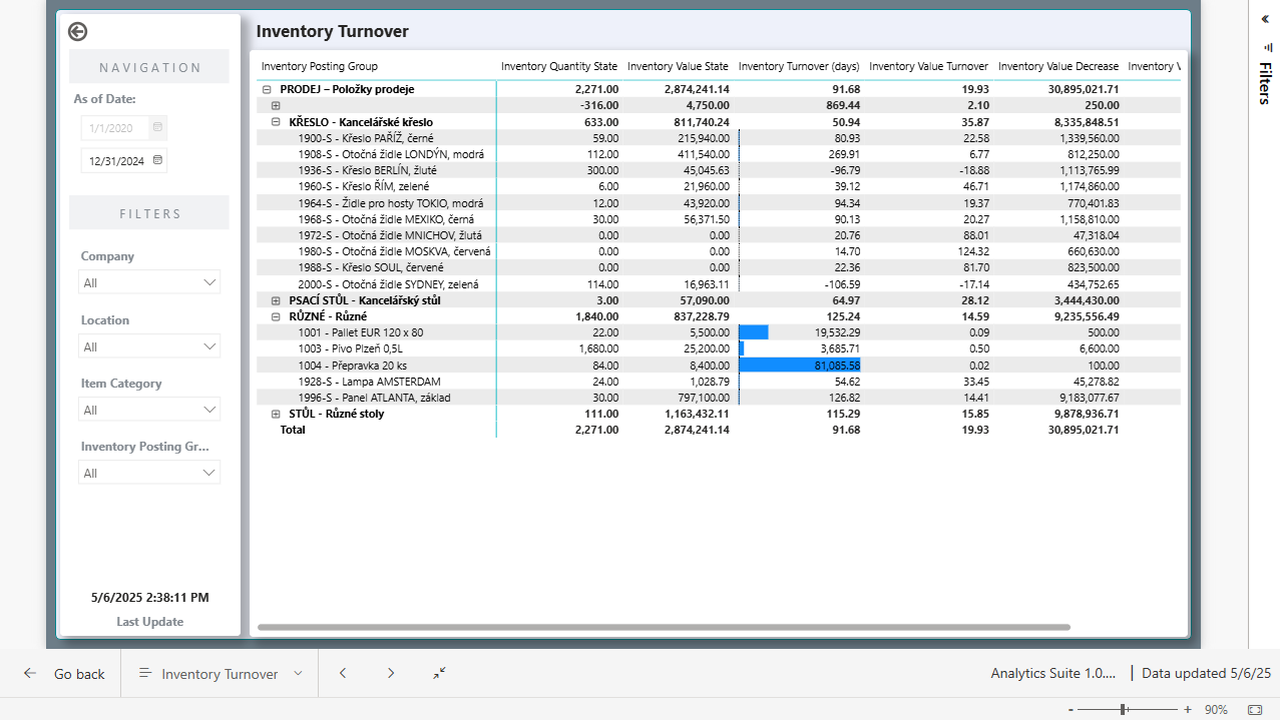 Inventory Turnover
NAVIGATION
As of Date:
1/1/2020
12/31/2024
FILTERS
Company
All
Location
All
Item Category
All
Inventory Posting Gr...
All
5/6/2025 2:38:11 PM
Last Update
Inventory Posting Group Inventory Quantity State Inventory Value State Inventory Turnover (days) Inventory Value Turnover Inventory Value Decrease Inventory V
PRODEJ – Položky prodeje 2,271.00 2,874,241.14 91.68 19.93 30,895,021.71
-316.00 4,750.00 869.44 2.10 250.00
KŘESLO - Kancelářské křeslo 633.00 811,740.24 50.94 35.87 8,335,848.51
1900-S - Křeslo PAŘÍŽ, černé 59.00 215,940.00 80.93 22.58 1,339,560.00
1908-S - Otočná židle LONDÝN, modrá 112.00 411,540.00 269.91 6.77 812,250.00
1936-S - Křeslo BERLÍN, žluté 300.00 45,045.63 -96.79 -18.88 1,113,765.99
1960-S - Křeslo ŘÍM, zelené 6.00 21,960.00 39.12 46.71 1,174,860.00
1964-S - Židle pro hosty TOKIO, modrá 12.00 43,920.00 94.34 19.37 770,401.83
1968-S - Otočná židle MEXIKO, černá 30.00 56,371.50 90.13 20.27 1,158,810.00
1972-S - Otočná židle MNICHOV, žlutá 0.00 0.00 20.76 88.01 47,318.04
1980-S - Otočná židle MOSKVA, červená 0.00 0.00 14.70 124.32 660,630.00
1988-S - Křeslo SOUL, červené 0.00 0.00 22.36 81.70 823,500.00
2000-S - Otočná židle SYDNEY, zelená 114.00 16,963.11 -106.59 -17.14 434,752.65
PSACÍ STŮL - Kancelářský stůl 3.00 57,090.00 64.97 28.12 3,444,430.00
RŮZNÉ - Různé 1,840.00 837,228.79 125.24 14.59 9,235,556.49
1001 - Pallet EUR 120 x 80 22.00 5,500.00 19,532.29 0.09 500.00
1003 - Pivo Plzeň 0,5L 1,680.00 25,200.00 3,685.71 0.50 6,600.00
1004 - Přepravka 20 ks 84.00 8,400.00 81,085.58 0.02 100.00
1928-S - Lampa AMSTERDAM 24.00 1,028.79 54.62 33.45 45,278.82
1996-S - Panel ATLANTA, základ 30.00 797,100.00 126.82 14.41 9,183,077.67
STŮL - Různé stoly 111.00 1,163,432.11 115.29 15.85 9,878,936.71
Total 2,271.00 2,874,241.14 91.68 19.93 30,895,021.71
Filters
Go back Inventory Turnover Analytics Suite 1.0.... | Data updated 5/6/25
- + 90%